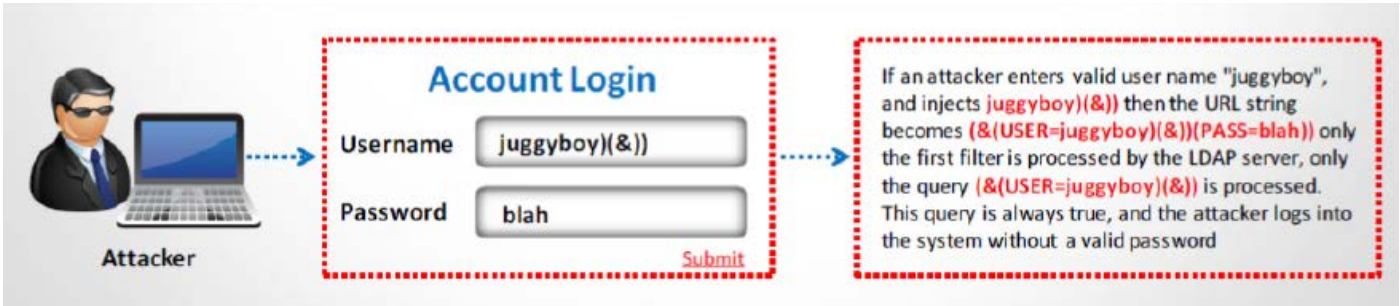 Attacker
Account Login
Username
juggyboy)(&))
Password
blah
Submit
If an attacker enters valid user name "juggyboy",
and injects juggyboy)(&)) then the URL string
becomes (&(USER=juggyboy)(&))(PASS=blah)) only
the first filter is processed by the LDAP server, only
the query (&(USER=juggyboy)(&)) is processed.
This query is always true, and the attacker logs into
the system without a valid password